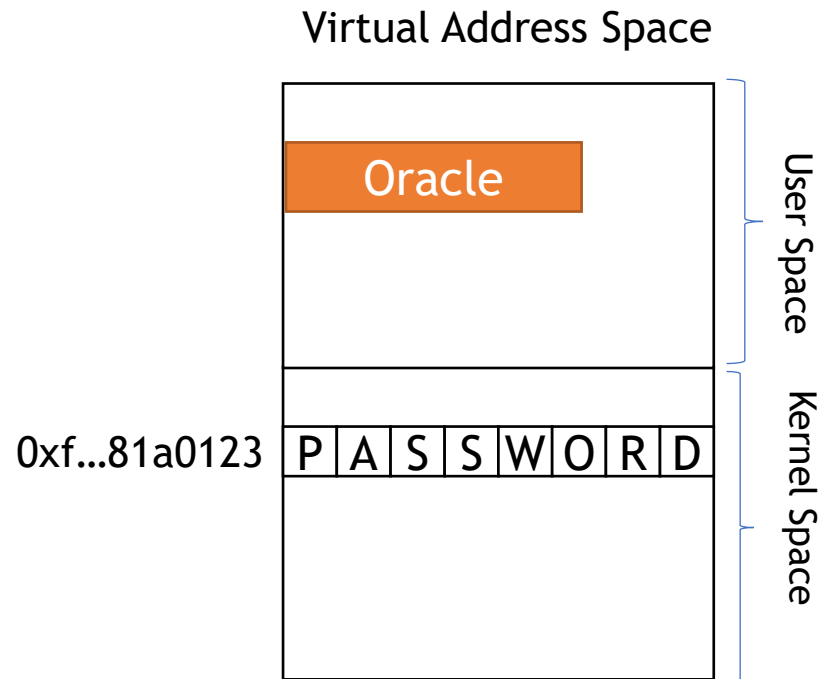 Virtual Address Space
Oracle
User Space
0xf…81a0123 P A S S W O R D
Kernel Space